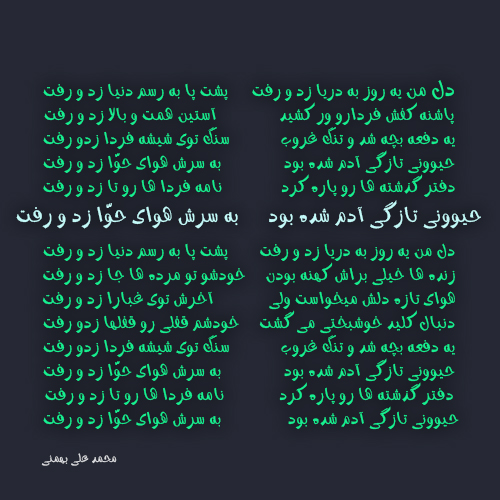 دل من یه روز به دریا زد و رفت پشت پا به رسم دنیا زد و رفت
پاشنه کفش فردارو ور کشید آستین همت و بالا زد و رفت
یه دفعه بچه شد و تنگ غروب سنگ توی شیشه فردا زدو رفت
حیوونی تازگی آدم شده بود به سرش هوای حوّا زد و رفت
دفتر گذشته ها رو پاره کرد نامه فردا ها رو تا زد و رفت
حیوونی تازگی آدم شده بود به سرش هوای حوّا زد و رفت
دل من یه روز به دریا زد و رفت پشت پا به رسم دنیا زد و رفت
زنده ها خیلی براش کهنه بودن خودشو تو مرده ها جا زد و رفت
هوای تازه دلش میخواست ولی آخرش توی غبارا زد و رفت
دنبال کلید خوشبختی می گشت خودشم قفلی رو قفلها زدو رفت
یه دفعه بچه شد و تنگ غروب سنگ توی شیشه فردا زدو رفت
حیوونی تازگی آدم شده بود به سرش هوای حوّا زد و رفت
دفتر گذشته ها رو پاره کرد نامه فردا ها رو تا زد و رفت
حیوونی تازگی آدم شده بود به سرش هوای حوّا زد و رفت
محمد علی بهمنی